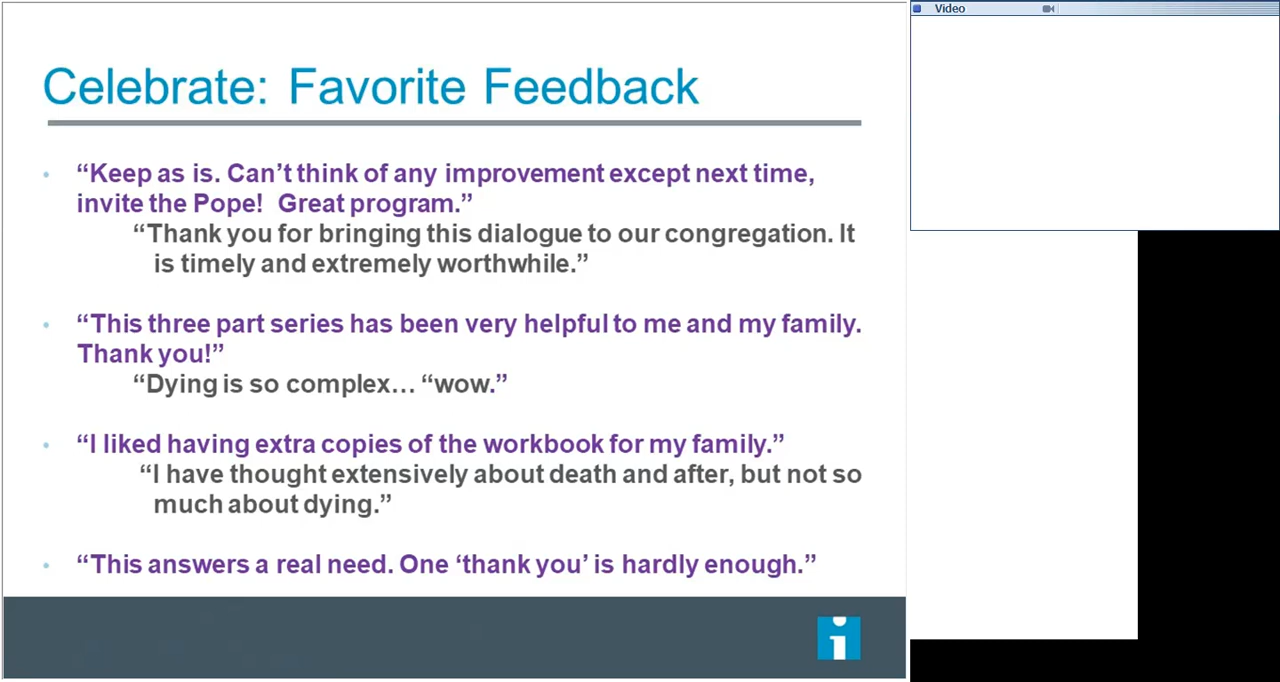 Video
Celebrate: Favorite Feedback
• “Keep as is. Can’t think of any improvement except next time,
invite the Pope!  Great program.”
“Thank you for bringing this dialogue to our congregation. It
is timely and extremely worthwhile.”
• “This three part series has been very helpful to me and my family.
Thank you!”
“Dying is so complex… “wow.”
• “I liked having extra copies of the workbook for my family.”
“I have thought extensively about death and after, but not so
much about dying.”
• “This answers a real need. One ‘thank you’ is hardly enough.”
i